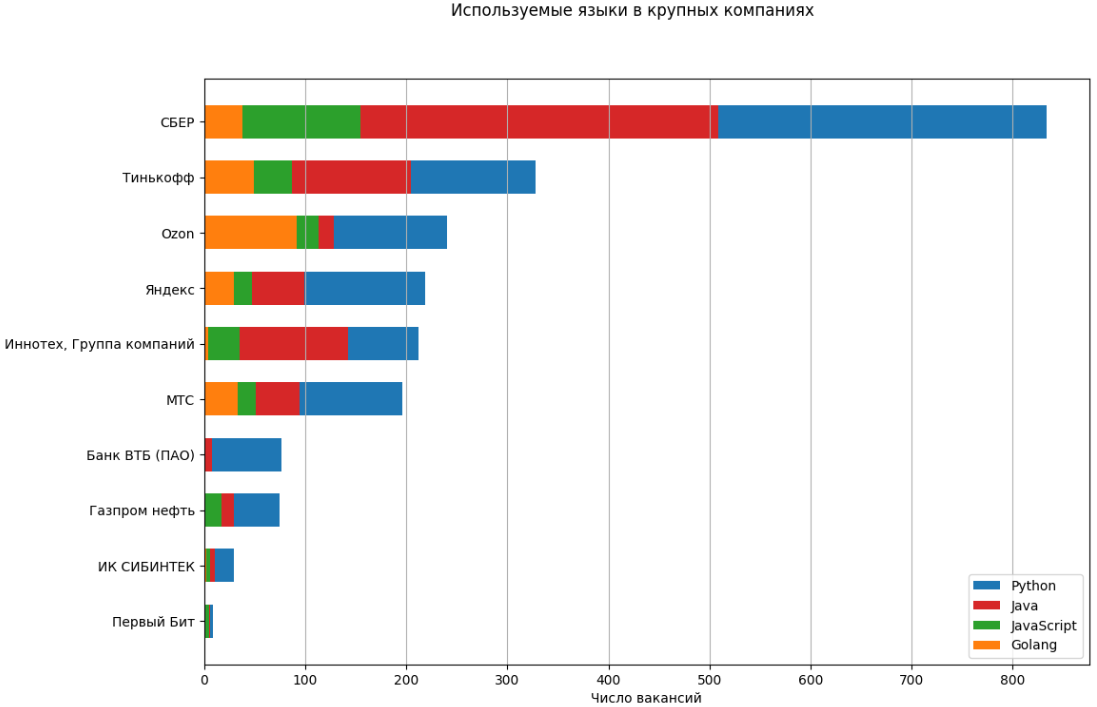 Используемые языки в крупных компаниях
СБЕР
Тинькофф
Ozon
Яндекс
Иннотех, Группа компаний
МТС
Банк ВТБ (ПАО)
Газпром нефть
ИК СИБИНТЕК
Первый Бит
Python
Java
JavaScript
Golang
0 100 200 300 400 500 600 700 800
Число вакансий